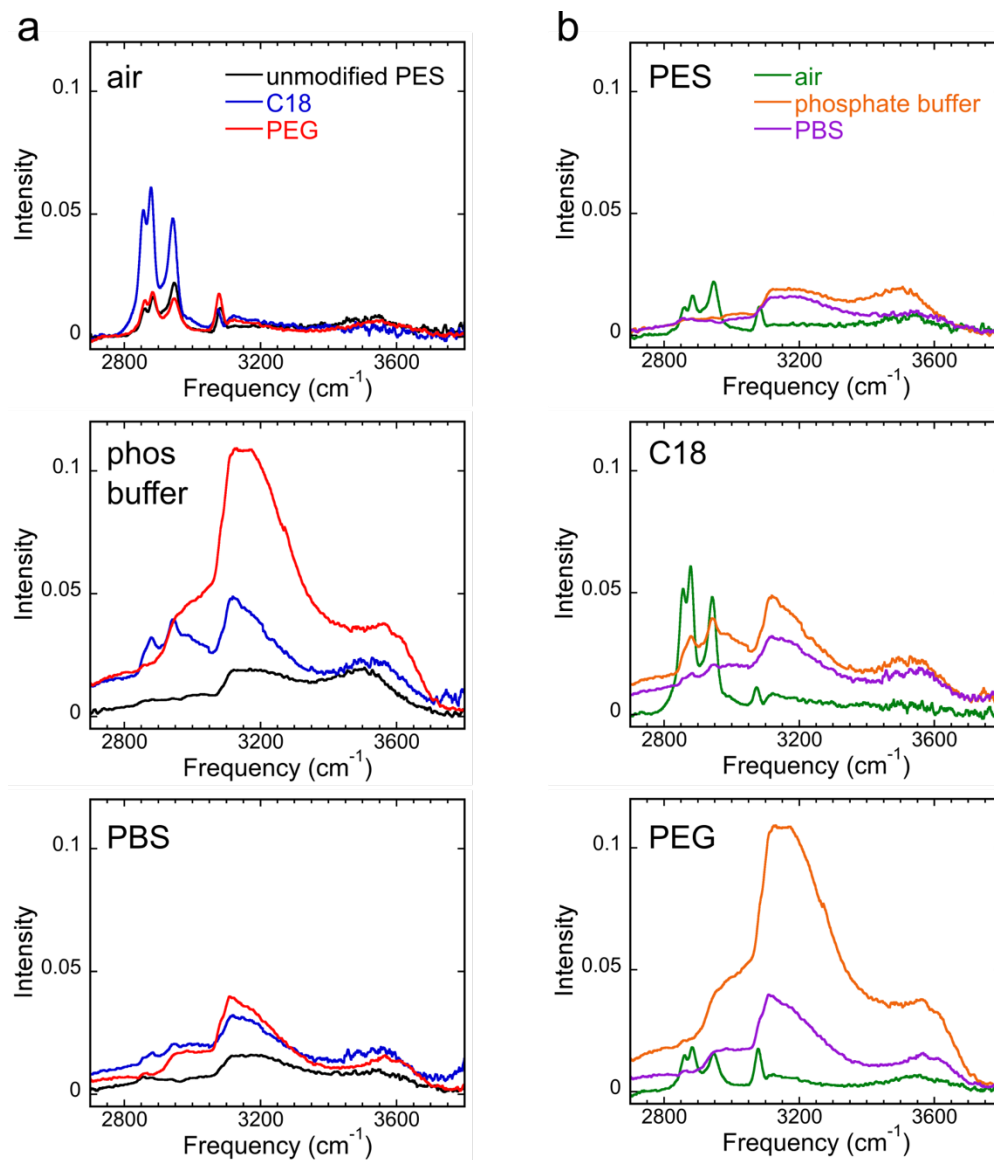 a
air
unmodified PES
C18
PEG
0.1
0.05
0
Intensity
2800 3200 3600
Frequency (cm-1)
phos
buffer
0.1
0.05
0
Intensity
2800 3200 3600
Frequency (cm-1)
PBS
0.1
0.05
0
Intensity
2800 3200 3600
Frequency (cm-1)
b
PES
air
phosphate buffer
PBS
0.1
0.05
0
Intensity
2800 3200 3600
Frequency (cm-1)
C18
0.1
0.05
0
Intensity
2800 3200 3600
Frequency (cm-1)
PEG
0.1
0.05
0
Intensity
2800 3200 3600
Frequency (cm-1)